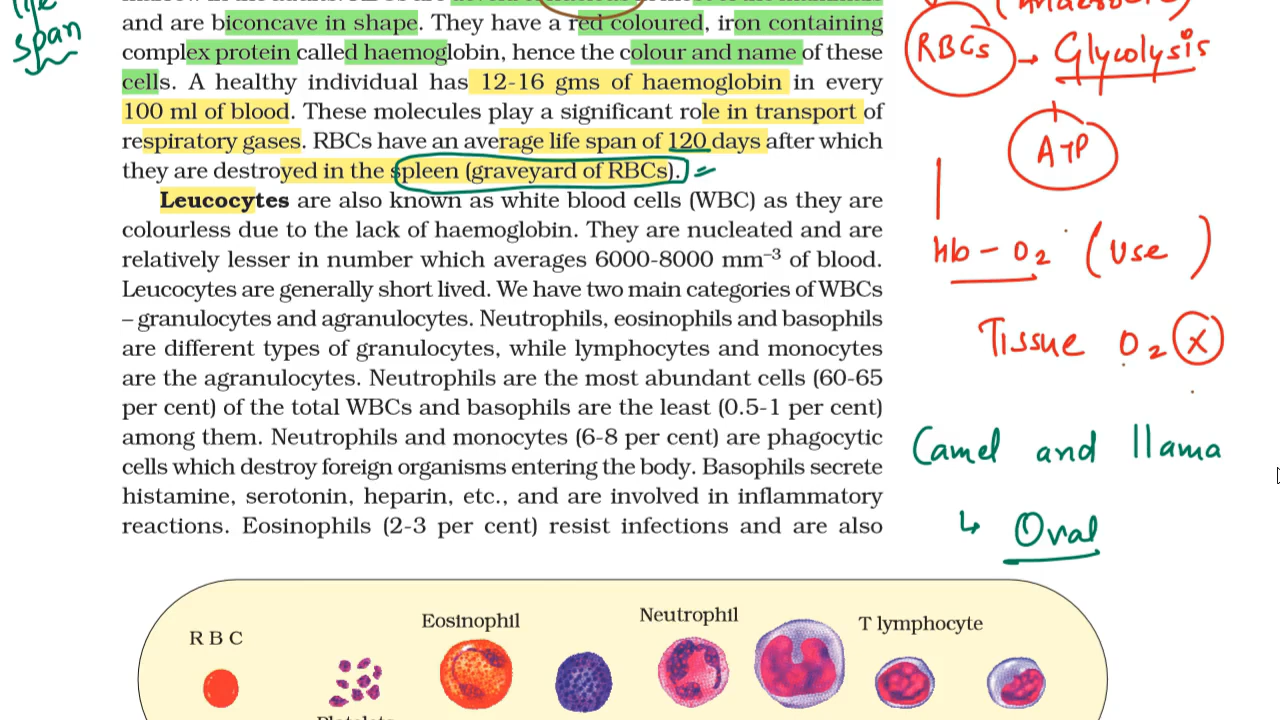 and are biconcave in shape. They have a red coloured, iron containing
complex protein called haemoglobin, hence the colour and name of these
cells. A healthy individual has 12-16 gms of haemoglobin in every
100 ml of blood. These molecules play a significant role in transport of
respiratory gases. RBCs have an average life span of 120 days after which
they are destroyed in the spleen (graveyard of RBCs).
Leucocytes are also known as white blood cells (WBC) as they are
colourless due to the lack of haemoglobin. They are nucleated and are
relatively lesser in number which averages 6000-8000 mm⁻³ of blood.
Leucocytes are generally short lived. We have two main categories of WBCs
– granulocytes and agranulocytes. Neutrophils, eosinophils and basophils
are different types of granulocytes, while lymphocytes and monocytes
are the agranulocytes. Neutrophils are the most abundant cells (60-65
per cent) of the total WBCs and basophils are the least (0.5-1 per cent)
among them. Neutrophils and monocytes (6-8 per cent) are phagocytic
cells which destroy foreign organisms entering the body. Basophils secrete
histamine, serotonin, heparin, etc., and are involved in inflammatory
reactions. Eosinophils (2-3 per cent) resist infections and are also
span
RBCs → Glycolysis
ATP
Hb - O₂ (Use)
Tissue O₂ X
Camel and llama
↳ Oval
R B C
Eosinophil
Neutrophil
T lymphocyte
Platelets